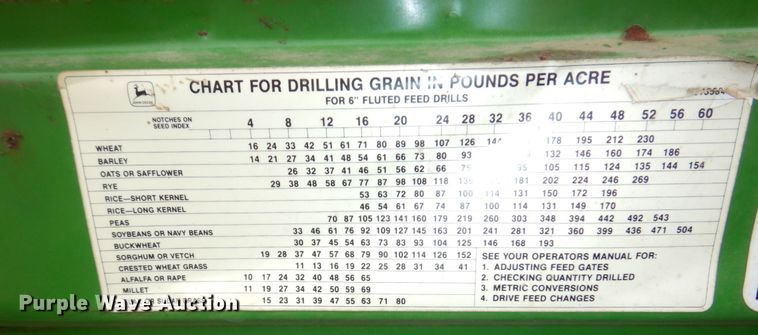 CHART FOR DRILLING GRAIN IN POUNDS PER ACRE
FOR 6" FLUTED FEED DRILLS
JOHN DEERE
NOTCHES ON SEED INDEX 4 8 12 16 20 24 28 32 36 40 44 48 52 56 60
WHEAT 16 24 33 42 51 61 71 80 89 98 107 126 178 195 212 230
BARLEY 14 21 27 34 41 48 54 61 66 73 80 93 132 146 160 174 186
OATS OR SAFFLOWER 26 32 37 41 46 51 56 62 66 105 115 124 135 144 154
RYE 29 38 48 58 67 77 87 98 108 118 181 202 224 246 269
RICE-SHORT KERNEL 53 63 72 80 87 100 114 131 150 172 196
RICE-LONG KERNEL 46 54 61 67 74 87 100 114 131 149 170
PEAS 70 87 105 123 141 160 179 219 260 303 348 394 442 492 543
SOYBEANS OR NAVY BEANS 33 46 61 76 92 109 127 145 163 201 241 281 321 360 399 436 471 504
BUCKWHEAT 30 37 45 54 63 73 83 93 104 125 146 168 193
SORGHUM OR VETCH 19 28 37 47 57 68 79 90 102 114 126 152
CRESTED WHEAT GRASS 11 13 16 19 22 25 28 31 34 41
ALFALFA OR RAPE 10 17 24 32 40 48 56 65
MILLET 11 19 27 34 42 50 59 69
15 23 31 39 47 55 63 71 80
SEE YOUR OPERATORS MANUAL FOR:
1. ADJUSTING FEED GATES
2. CHECKING QUANTITY DRILLED
3. METRIC CONVERSIONS
4. DRIVE FEED CHANGES
Purple Wave Auction